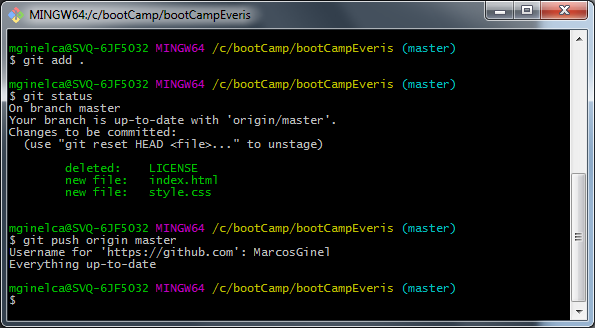 MINGW64:/c/bootCamp/bootCampEveris
mginelca@SVQ-6JF5032 MINGW64 /c/bootCamp/bootCampEveris (master)
$ git add .
mginelca@SVQ-6JF5032 MINGW64 /c/bootCamp/bootCampEveris (master)
$ git status
On branch master
Your branch is up-to-date with 'origin/master'.
Changes to be committed:
  (use "git reset HEAD <file>..." to unstage)
        deleted:    LICENSE
        new file:   index.html
        new file:   style.css
mginelca@SVQ-6JF5032 MINGW64 /c/bootCamp/bootCampEveris (master)
$ git push origin master
Username for 'https://github.com': MarcosGinel
Everything up-to-date
mginelca@SVQ-6JF5032 MINGW64 /c/bootCamp/bootCampEveris (master)
$